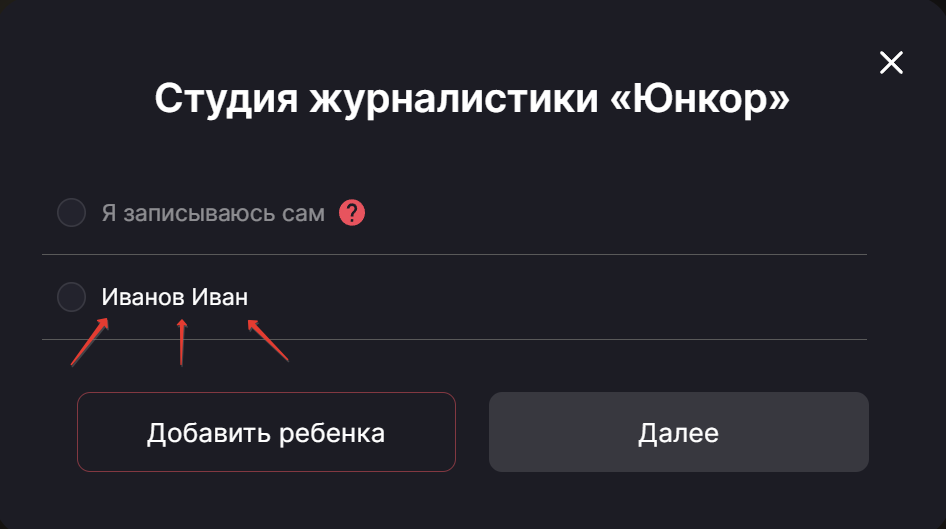 Студия журналистики «Юнкор»
Я записываюсь сам ?
Иванов Иван
Добавить ребенка
Далее